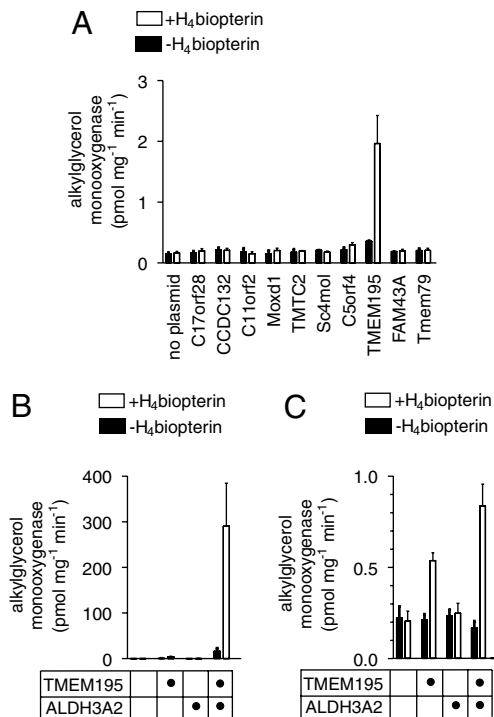 A
+H₄biopterin
-H₄biopterin
alkylglycerol
monooxygenase
(pmol mg⁻¹ min⁻¹)
3
2
1
0
no plasmid
C17orf28
CCDC132
C11orf2
Moxd1
TMTC2
Sc4mol
C5orf4
TMEM195
FAM43A
Tmem79
B
+H₄biopterin
-H₄biopterin
alkylglycerol
monooxygenase
(pmol mg⁻¹ min⁻¹)
400
300
200
100
0
TMEM195 • •
ALDH3A2 • •
C
+H₄biopterin
-H₄biopterin
alkylglycerol
monooxygenase
(pmol mg⁻¹ min⁻¹)
1.0
0.5
0.0
TMEM195 • •
ALDH3A2 • •